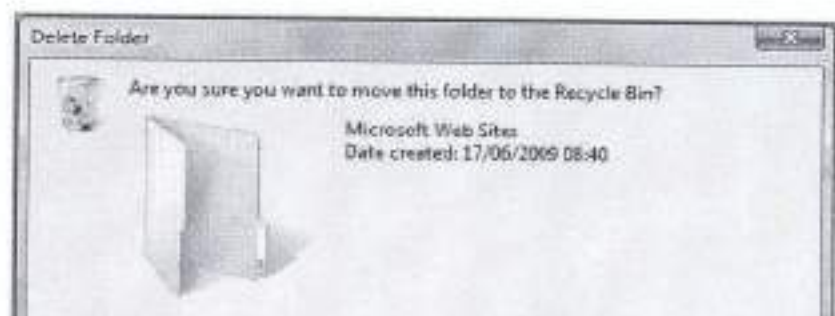 Delete Folder
Are you sure you want to move this folder to the Recycle Bin?
Microsoft Web Sites
Date created: 17/06/2009 08:40